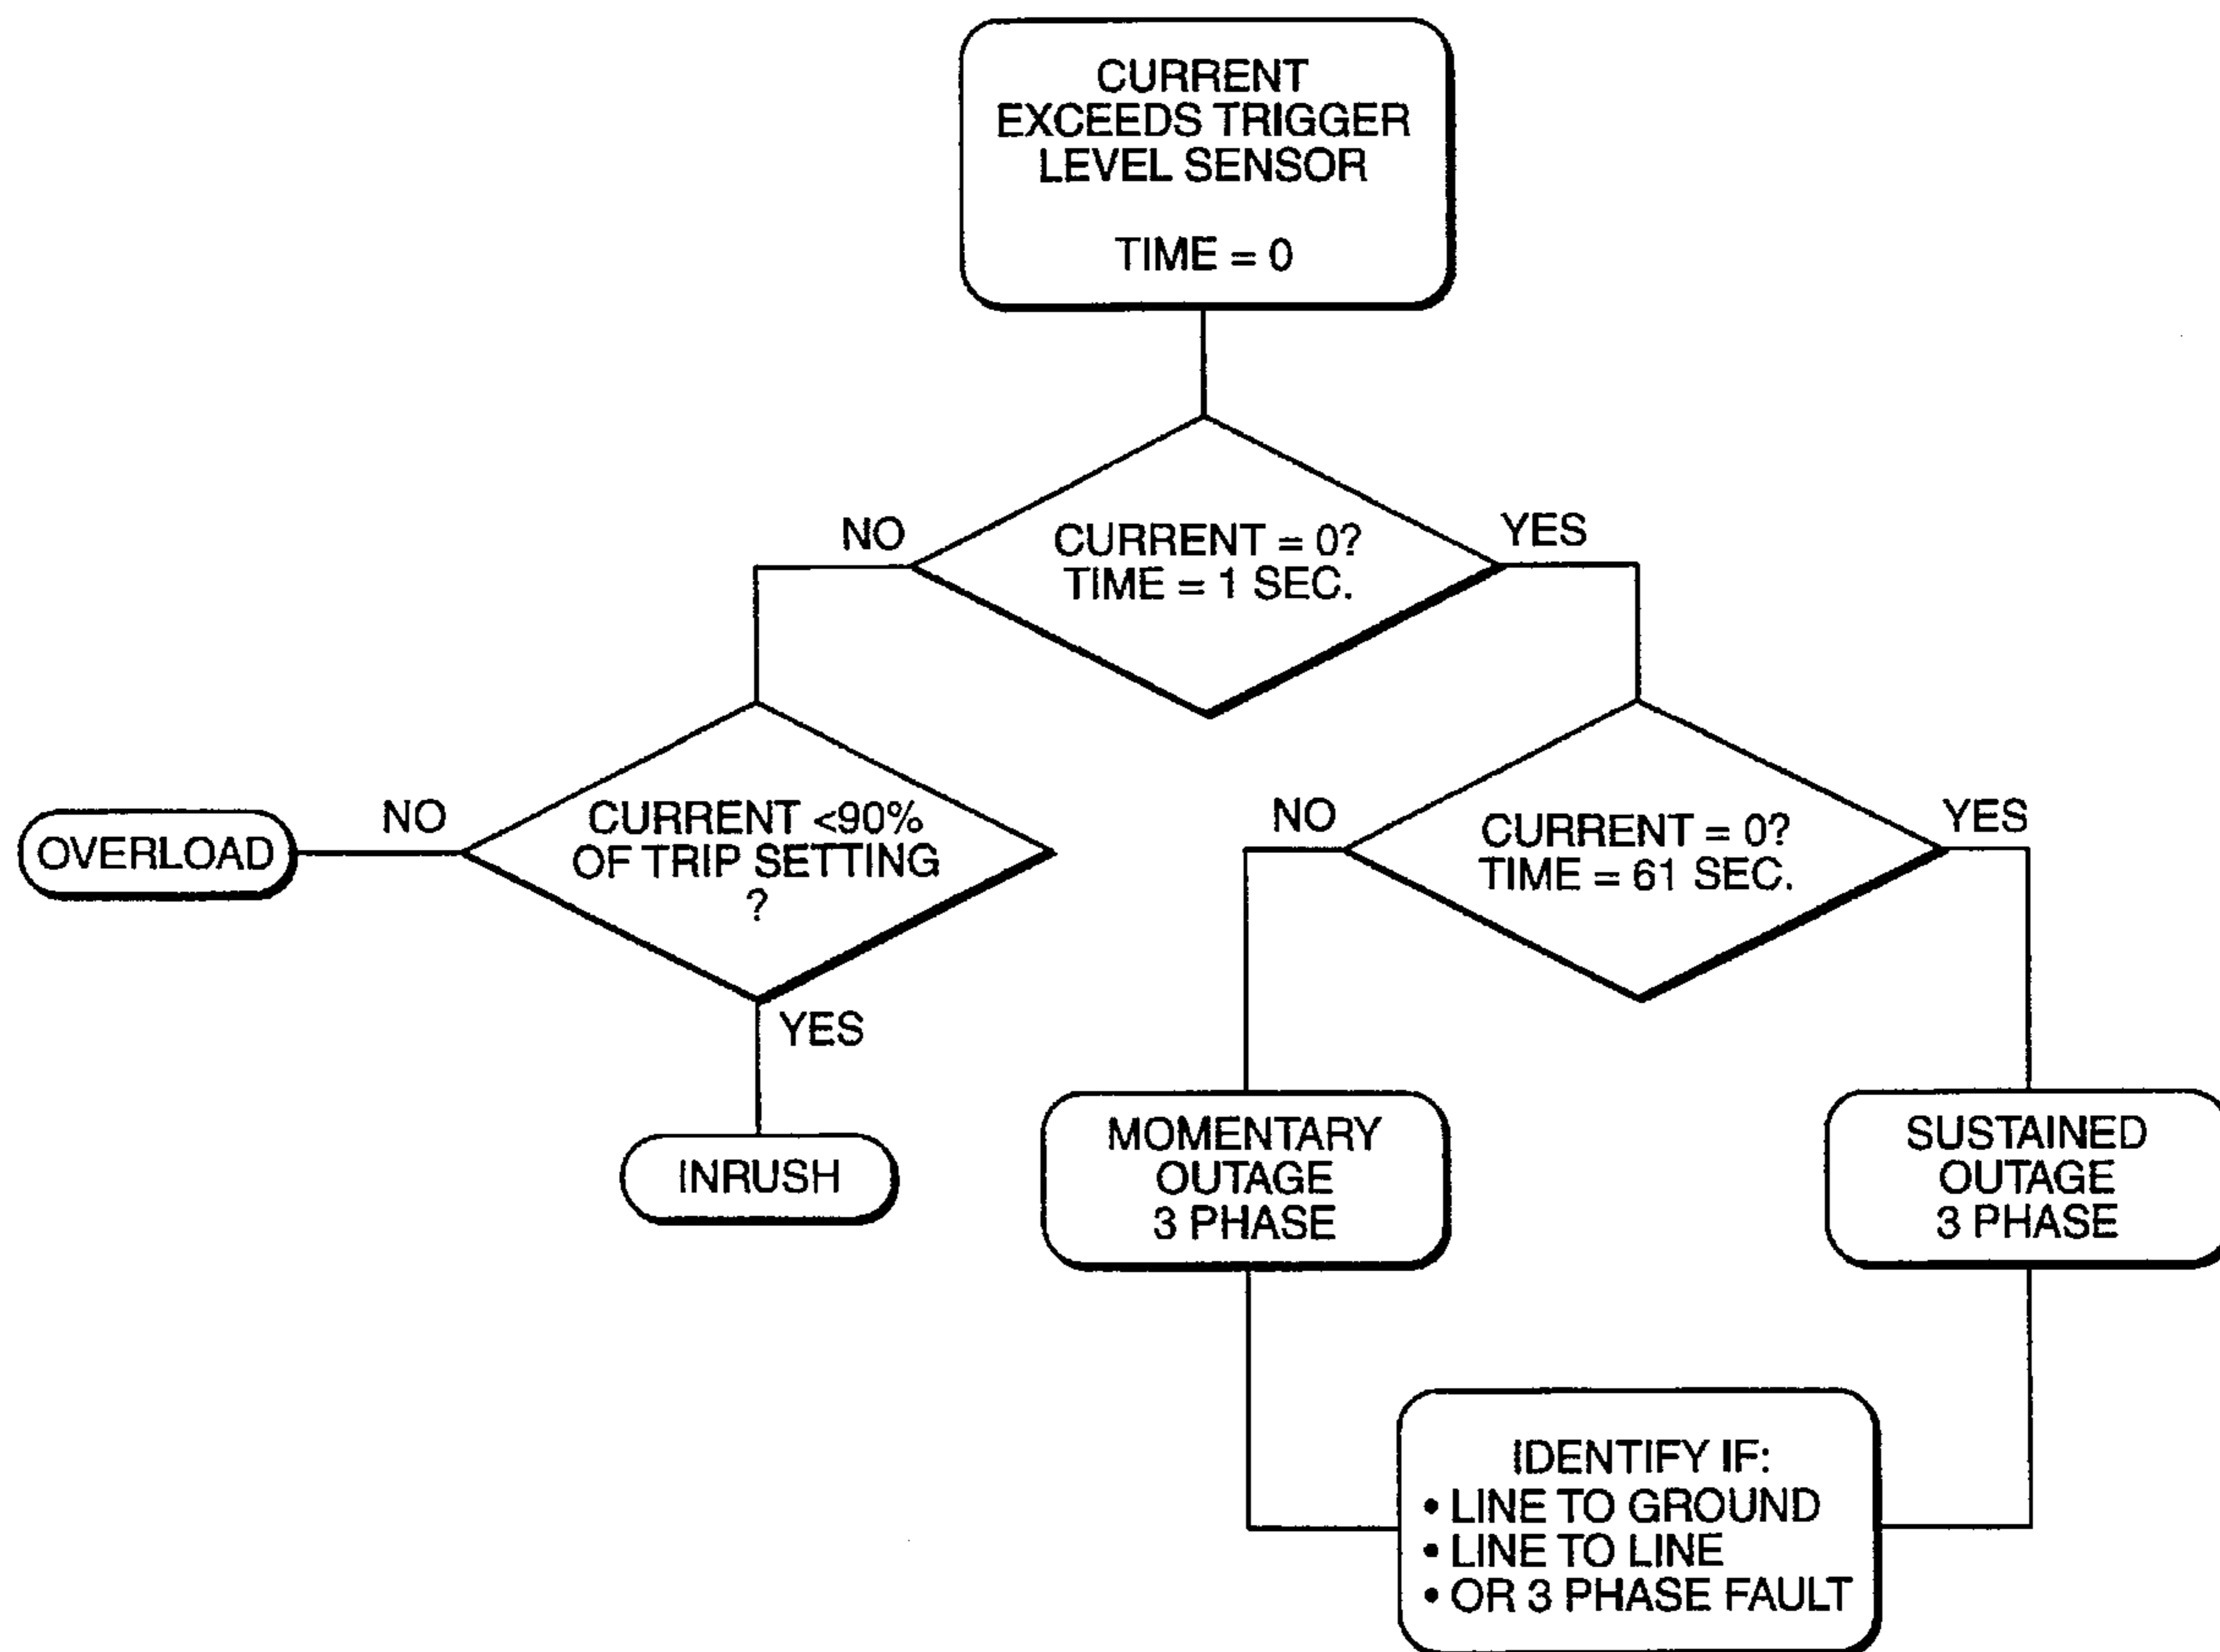 CURRENT
EXCEEDS TRIGGER
LEVEL SENSOR
TIME = 0
NO
CURRENT = 0?
TIME = 1 SEC.
YES
OVERLOAD
NO
CURRENT <90%
OF TRIP SETTING
?
YES
INRUSH
NO
CURRENT = 0?
TIME = 61 SEC.
YES
MOMENTARY
OUTAGE
3 PHASE
SUSTAINED
OUTAGE
3 PHASE
IDENTIFY IF:
• LINE TO GROUND
• LINE TO LINE
• OR 3 PHASE FAULT